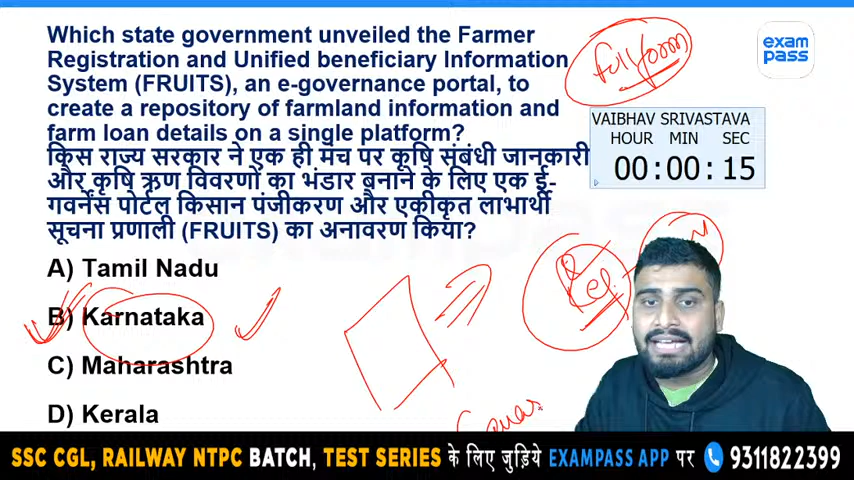 Which state government unveiled the Farmer
Registration and Unified beneficiary Information
System (FRUITS), an e-governance portal, to
create a repository of farmland information and
farm loan details on a single platform?
किस राज्य सरकार ने एक ही मंच पर कृषि संबंधी जानकारी
और कृषि ऋण विवरणों का भंडार बनाने के लिए एक ई-
गवर्नेंस पोर्टल किसान पंजीकरण और एकीकृत लाभार्थी
सूचना प्रणाली (FRUITS) का अनावरण किया?
A) Tamil Nadu
B) Karnataka
C) Maharashtra
D) Kerala
full form
exam
pass
VAIBHAV SRIVASTAVA
HOUR MIN SEC
00:00:15
SSC CGL, RAILWAY NTPC BATCH, TEST SERIES के लिए जुड़िये EXAMPASS APP पर 9311822399